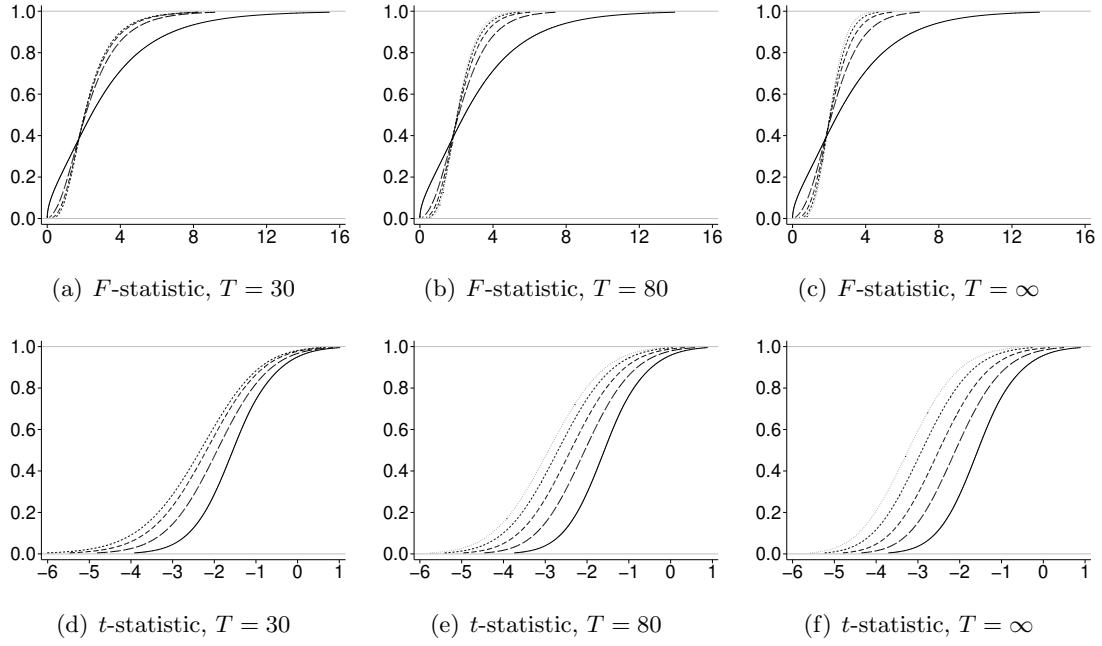 1.0 1.0 1.0
0.8 0.8 0.8
0.6 0.6 0.6
0.4 0.4 0.4
0.2 0.2 0.2
0.0 0.0 0.0
0 4 8 12 16 0 4 8 12 16 0 4 8 12 16
(a) F-statistic, T = 30 (b) F-statistic, T = 80 (c) F-statistic, T = ∞
1.0 1.0 1.0
0.8 0.8 0.8
0.6 0.6 0.6
0.4 0.4 0.4
0.2 0.2 0.2
0.0 0.0 0.0
−6 −5 −4 −3 −2 −1 0 1 −6 −5 −4 −3 −2 −1 0 1 −6 −5 −4 −3 −2 −1 0 1
(d) t-statistic, T = 30 (e) t-statistic, T = 80 (f) t-statistic, T = ∞